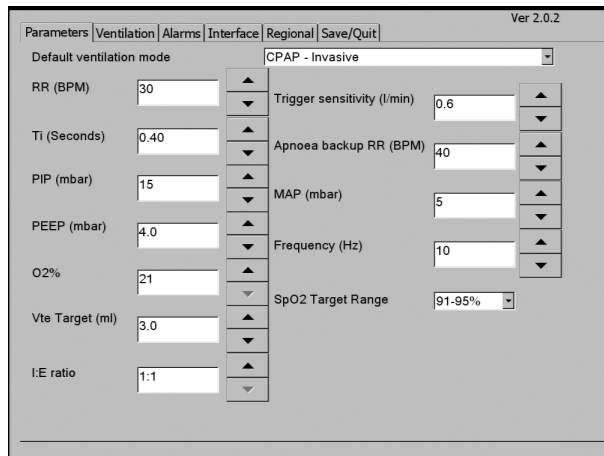 Ver 2.0.2
Parameters Ventilation Alarms Interface Regional Save/Quit
Default ventilation mode CPAP - Invasive
RR (BPM) 30
Trigger sensitivity (l/min) 0.6
Ti (Seconds) 0.40
Apnoea backup RR (BPM) 40
PIP (mbar) 15
MAP (mbar) 5
PEEP (mbar) 4.0
Frequency (Hz) 10
O2% 21
SpO2 Target Range 91-95%
Vte Target (ml) 3.0
I:E ratio 1:1